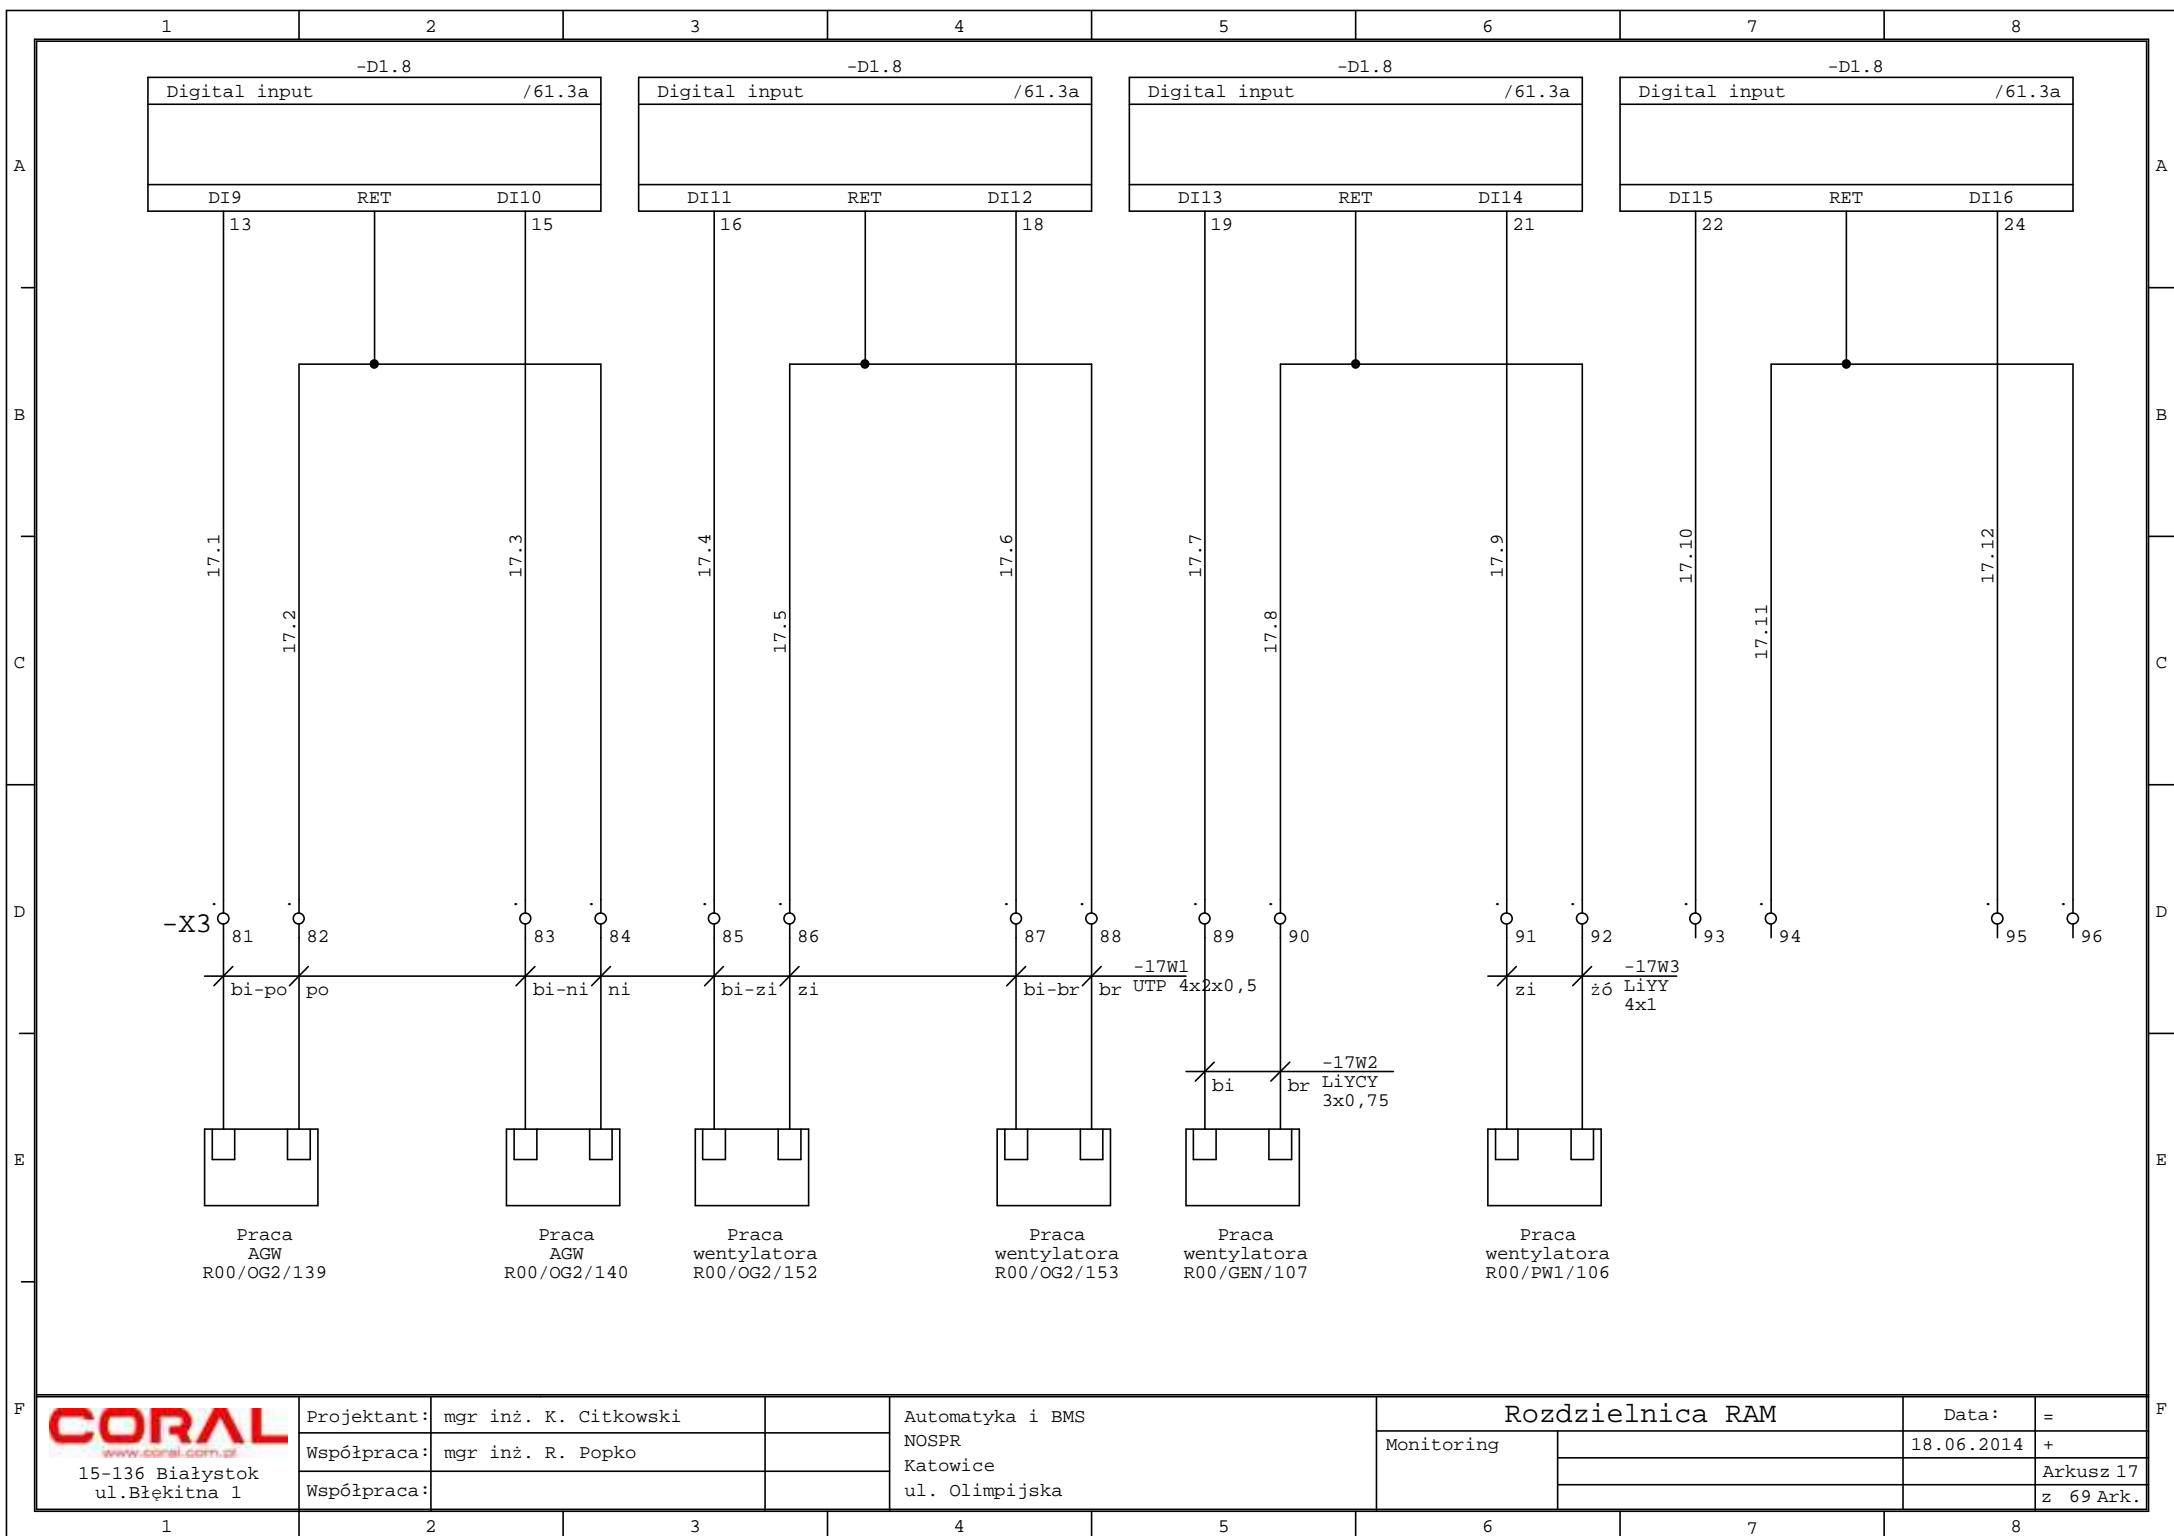 1 2 3 4 5 6 7 8
-D1.8 -D1.8 -D1.8 -D1.8
Digital input /61.3a Digital input /61.3a Digital input /61.3a Digital input /61.3a
A A
DI9 RET DI10 DI11 RET DI12 DI13 RET DI14 DI15 RET DI16
13 15 16 18 19 21 22 24
B B
17.1 17.3 17.4 17.6 17.7 17.9 17.10 17.12
17.2 17.5 17.8 17.11
C C
D D
-X3 81 82 83 84 85 86 87 88 89 90 91 92 93 94 95 96
-17W1 -17W3
bi-po po bi-ni ni bi-zi zi bi-br br UTP 4x2x0,5 zi żó LiYY
4x1
-17W2
bi br LiYCY
3x0,75
E E
Praca Praca Praca Praca Praca Praca
AGW AGW wentylatora wentylatora wentylatora wentylatora
R00/OG2/139 R00/OG2/140 R00/OG2/152 R00/OG2/153 R00/GEN/107 R00/PW1/106
F F
CORAL
www.coral.com.pl
15-136 Białystok
ul.Błękitna 1
Projektant: mgr inż. K. Citkowski
Współpraca: mgr inż. R. Popko
Współpraca:
Automatyka i BMS
NOSPR
Katowice
ul. Olimpijska
Rozdzielnica RAM
Monitoring
Data: =
18.06.2014 +
Arkusz 17
z 69 Ark.
1 2 3 4 5 6 7 8